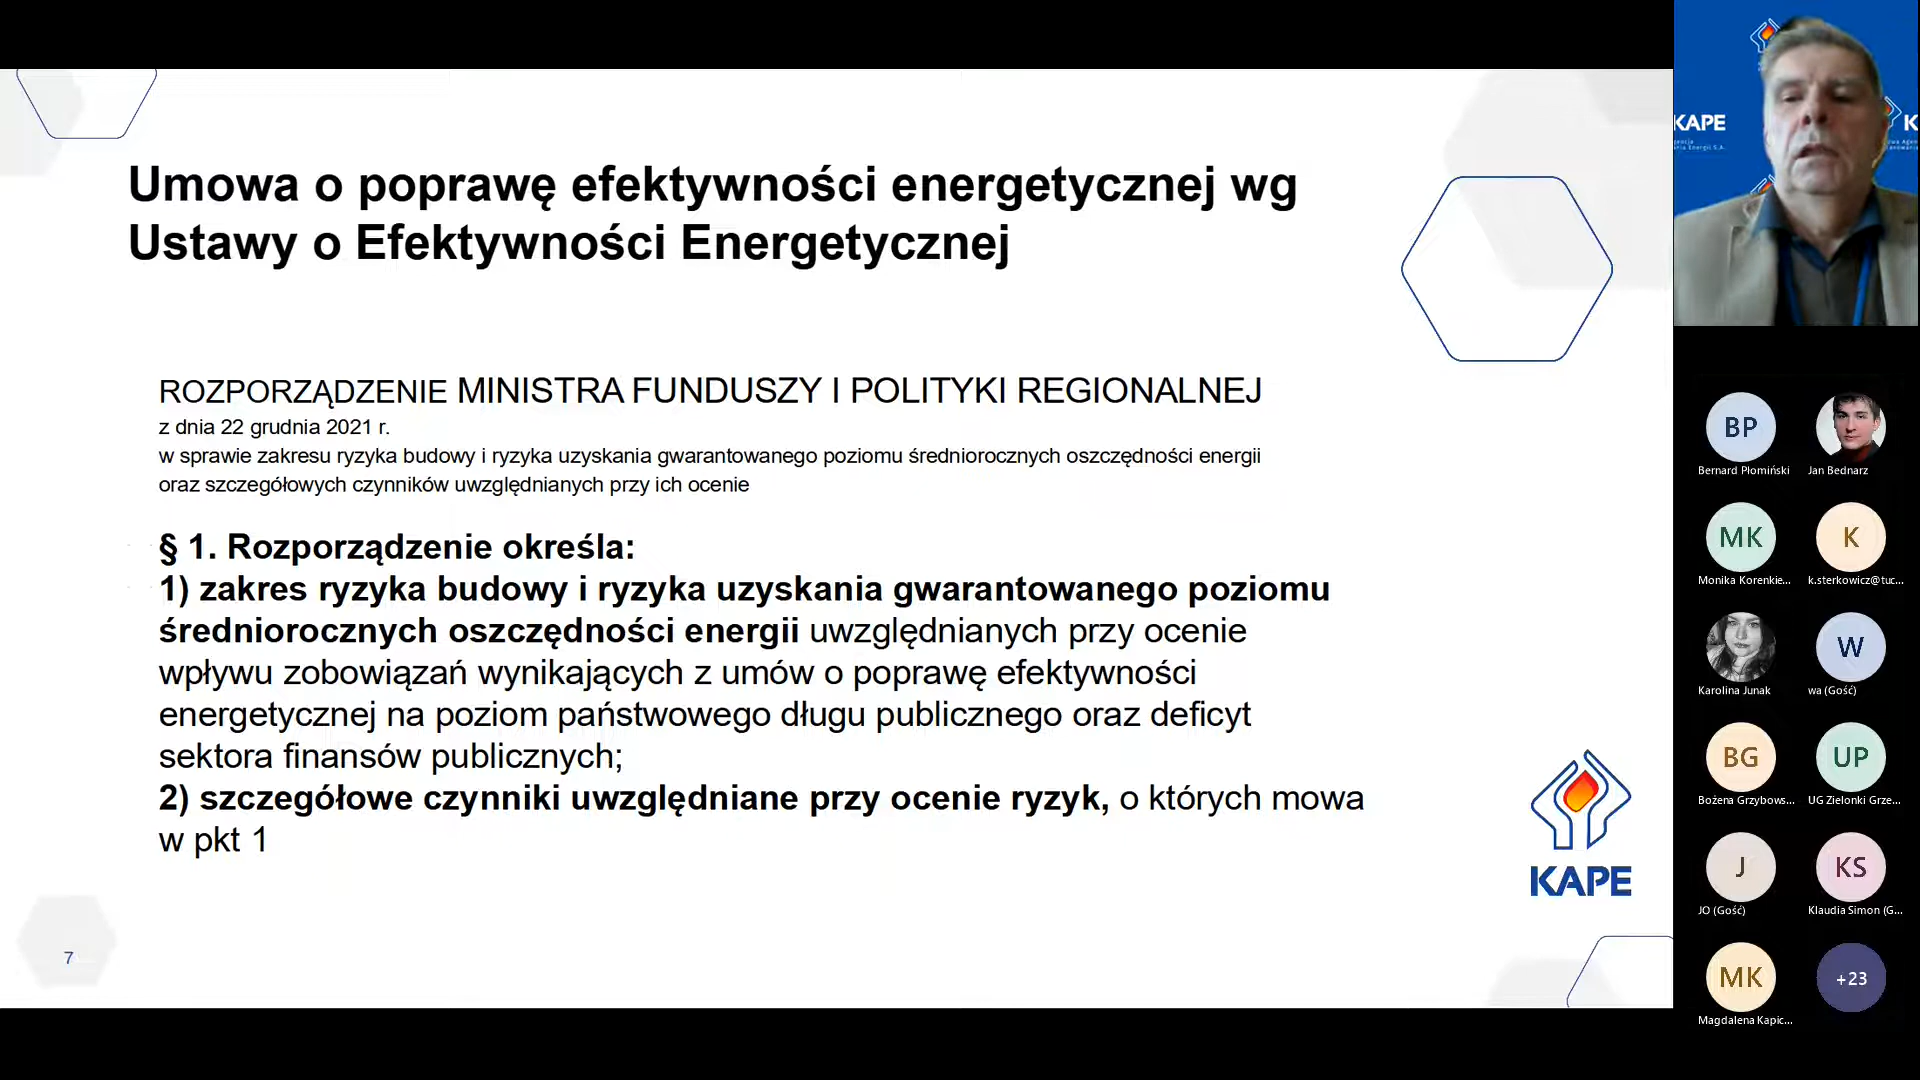 Umowa o poprawę efektywności energetycznej wg
Ustawy o Efektywności Energetycznej
ROZPORZĄDZENIE MINISTRA FUNDUSZY I POLITYKI REGIONALNEJ
z dnia 22 grudnia 2021 r.
w sprawie zakresu ryzyka budowy i ryzyka uzyskania gwarantowanego poziomu średniorocznych oszczędności energii
oraz szczegółowych czynników uwzględnianych przy ich ocenie
§ 1. Rozporządzenie określa:
1) zakres ryzyka budowy i ryzyka uzyskania gwarantowanego poziomu
średniorocznych oszczędności energii uwzględnianych przy ocenie
wpływu zobowiązań wynikających z umów o poprawę efektywności
energetycznej na poziom państwowego długu publicznego oraz deficyt
sektora finansów publicznych;
2) szczegółowe czynniki uwzględniane przy ocenie ryzyk, o których mowa
w pkt 1
KAPE
7
KAPE
K
BP
Bernard Płomiński
Jan Bednarz
MK
Monika Korenkie...
K
k.sterkowicz@tuc...
Karolina Junak
W
wa (Gość)
BG
Bożena Grzybows...
UP
UG Zielonki Grze...
J
JO (Gość)
KS
Klaudia Simon (G...
MK
Magdalena Kapic...
+23